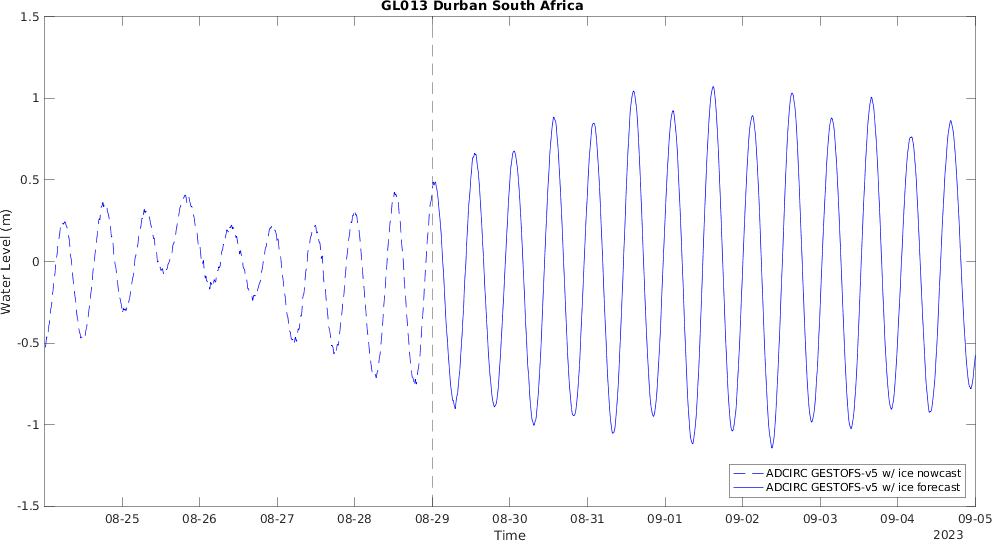 GL013 Durban South Africa
Water Level (m)
1.5
1
0.5
0
-0.5
-1
-1.5
ADCIRC GESTOFS-v5 w/ ice nowcast
ADCIRC GESTOFS-v5 w/ ice forecast
08-25 08-26 08-27 08-28 08-29 08-30 08-31 09-01 09-02 09-03 09-04 09-05
Time
2023